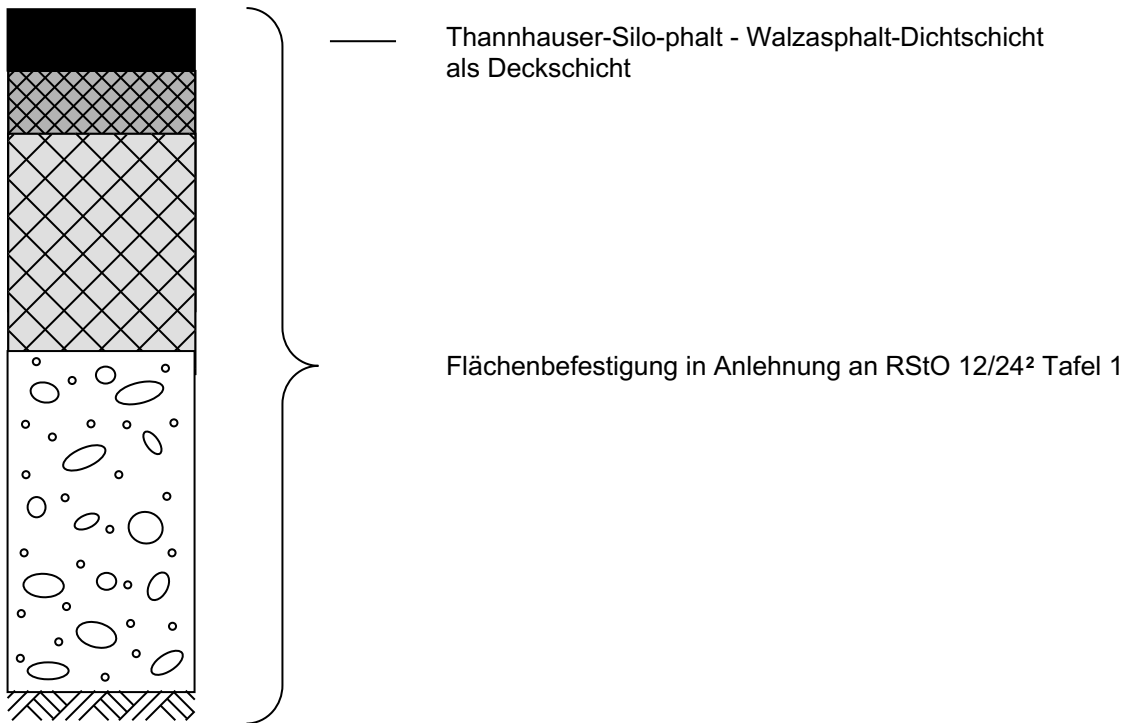 Thannhauser-Silo-phalt - Walzasphalt-Dichtschicht
als Deckschicht
Flächenbefestigung in Anlehnung an RStO 12/24² Tafel 1